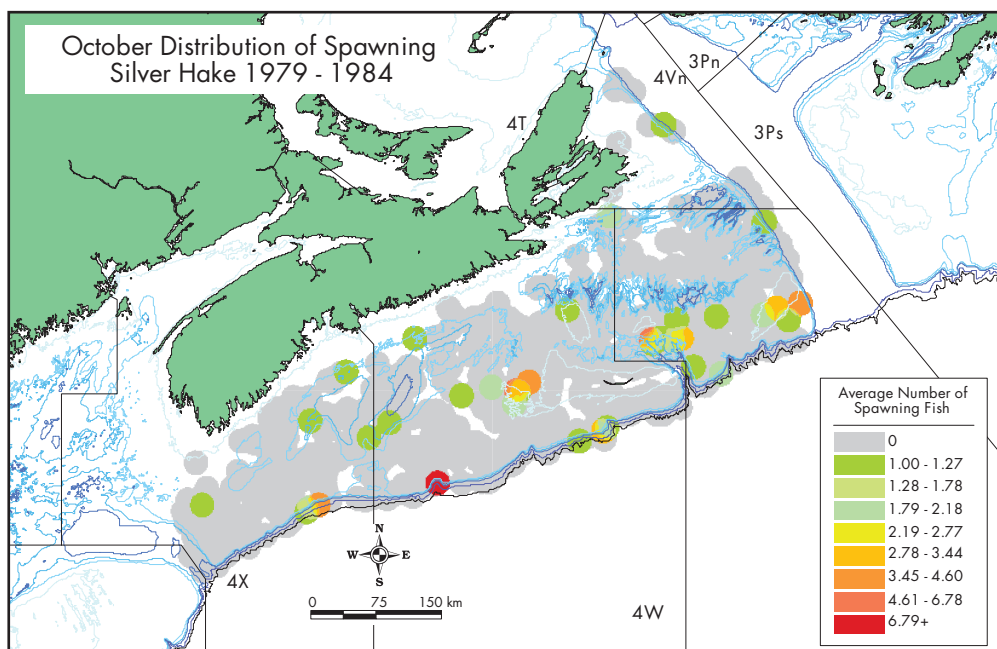 October Distribution of Spawning
Silver Hake 1979 - 1984
3Pn
4Vn
4T
3Ps
Average Number of
Spawning Fish
0
1.00 - 1.27
1.28 - 1.78
1.79 - 2.18
2.19 - 2.77
2.78 - 3.44
3.45 - 4.60
4.61 - 6.78
6.79+
N
W E
S
4X
0 75 150 km
4W